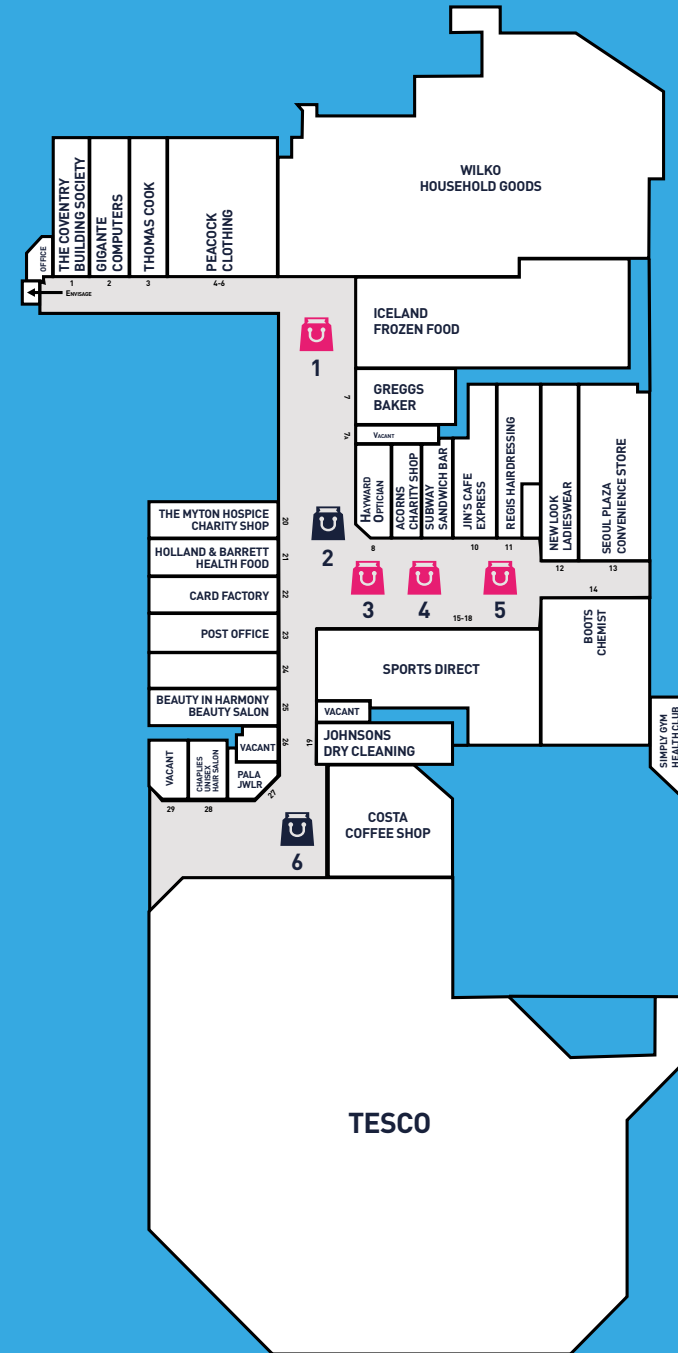 WILKO
HOUSEHOLD GOODS
OFFICE
THE COVENTRY
BUILDING SOCIETY
GIGANTE
COMPUTERS
THOMAS COOK
PEACOCK
CLOTHING
1
2
3
4-6
ENVISAGE
ICELAND
FROZEN FOOD
1
GREGGS
BAKER
7
7A
VACANT
HAYWARD
OPTICIAN
ACORNS
CHARITY SHOP
SUBWAY
SANDWICH BAR
JIN'S CAFE
EXPRESS
REGIS HAIRDRESSING
NEW LOOK
LADIESWEAR
SEOUL PLAZA
CONVENIENCE STORE
8
10
11
12
13
14
THE MYTON HOSPICE
CHARITY SHOP
20
2
HOLLAND & BARRETT
HEALTH FOOD
21
CARD FACTORY
22
3
4
5
15-18
POST OFFICE
23
BOOTS
CHEMIST
24
SPORTS DIRECT
BEAUTY IN HARMONY
BEAUTY SALON
25
VACANT
SIMPLY GYM
HEALTH CLUB
VACANT
26
19
JOHNSONS
DRY CLEANING
VACANT
CHAPLIES
UNISEX
HAIR SALON
PALA
JWLR
27
29
28
COSTA
COFFEE SHOP
6
TESCO